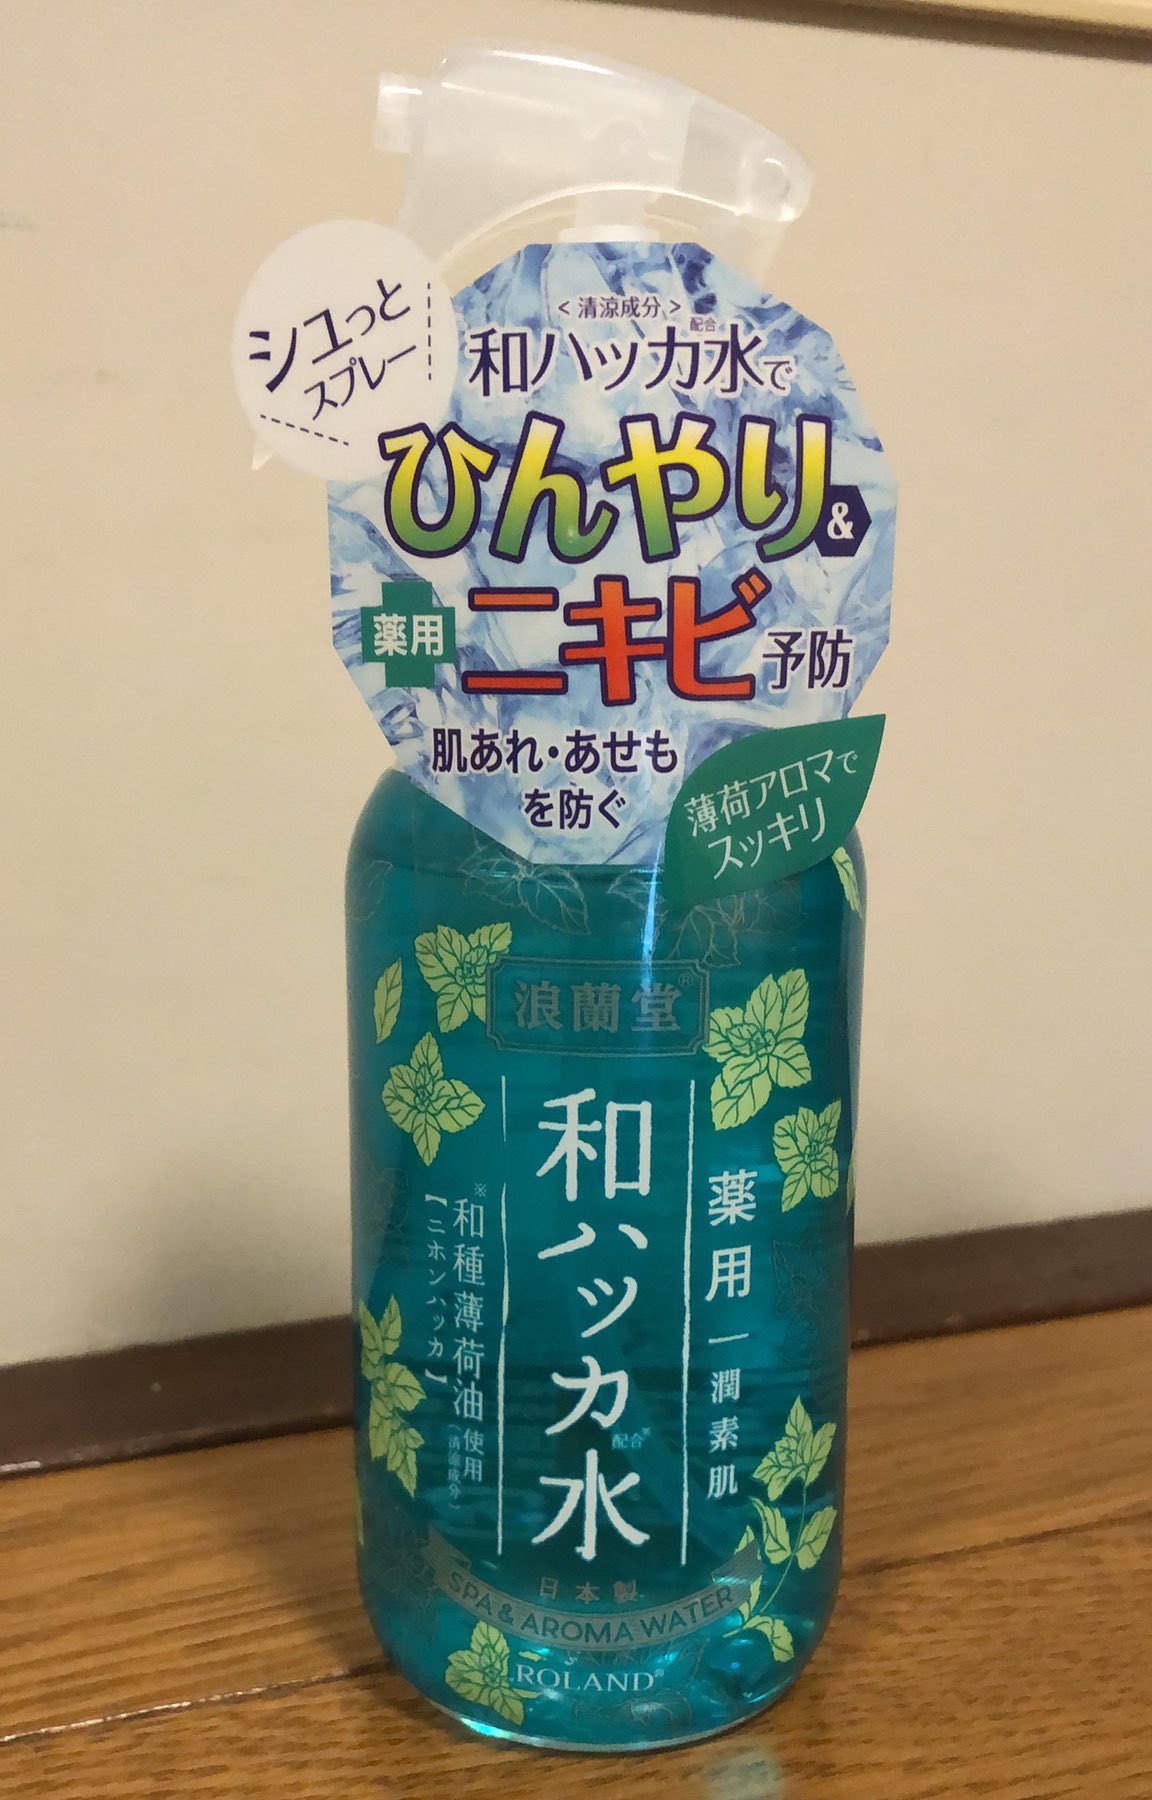 シュっと
スプレー
<清涼成分>
和ハッカ水配合で
ひんやり&
薬用
ニキビ予防
肌あれ・あせも
を防ぐ
薄荷アロマで
スッキリ
浪蘭堂®
薬用|潤素肌
和ハッカ水
配合※
※和種薄荷油使用(清涼成分)
【ニホンハッカ】
日本製
SPA & AROMA WATER
ROLAND®